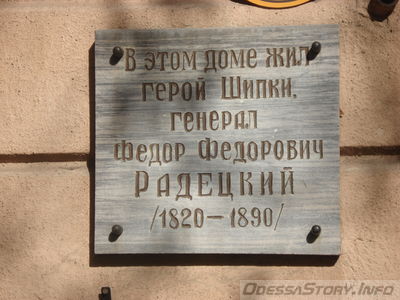 В этом доме жил
герой Шипки,
генерал
Федор Федорович
Радецкий
/1820-1890/
OdessaStory.Info